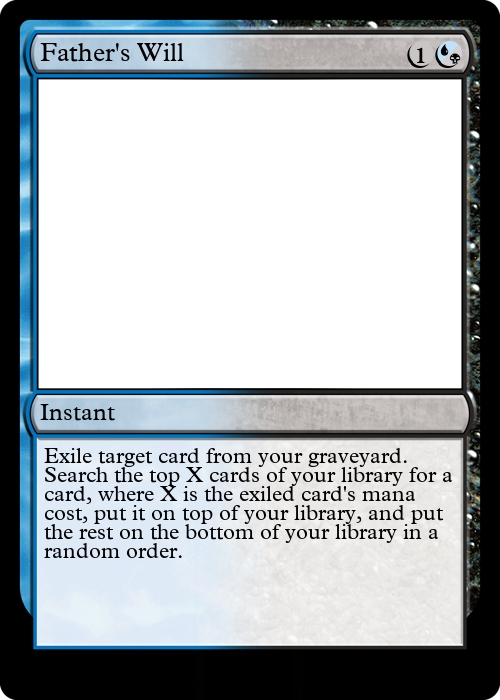 Father's Will 1
Instant
Exile target card from your graveyard.
Search the top X cards of your library for a
card, where X is the exiled card's mana
cost, put it on top of your library, and put
the rest on the bottom of your library in a
random order.